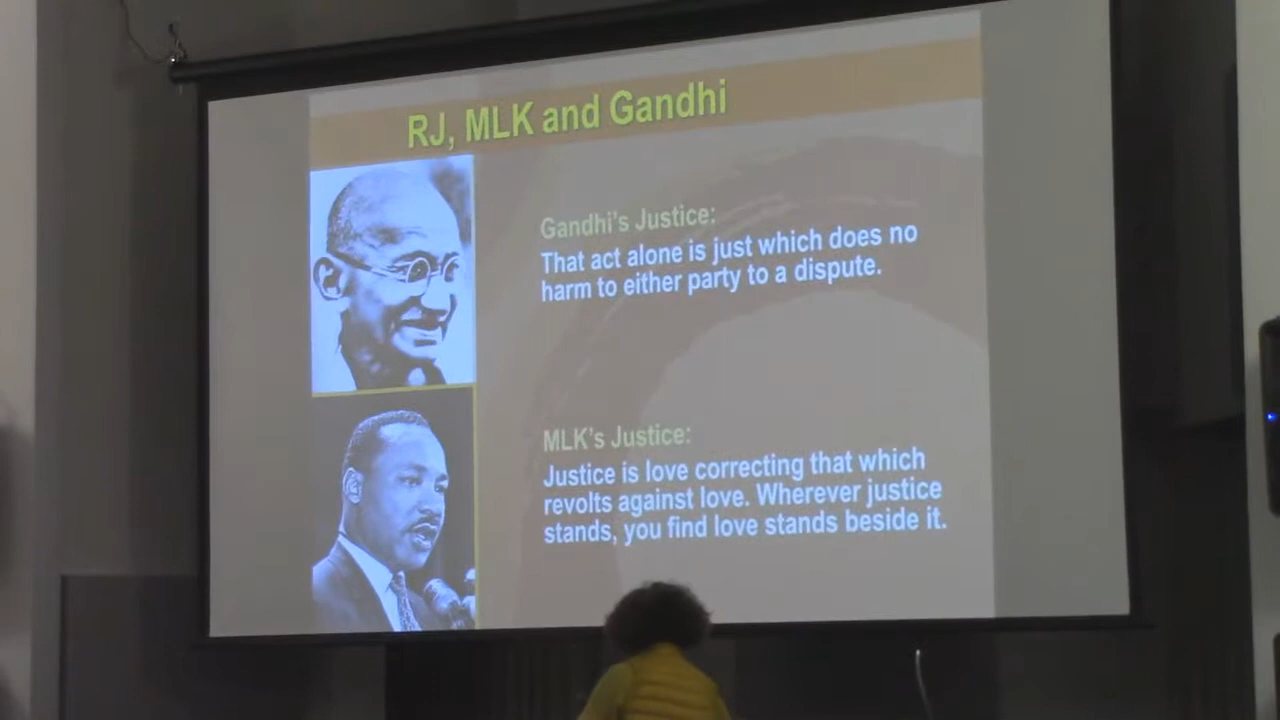 RJ, MLK and Gandhi
Gandhi's Justice:
That act alone is just which does no
harm to either party to a dispute.
MLK's Justice:
Justice is love correcting that which
revolts against love. Wherever justice
stands, you find love stands beside it.